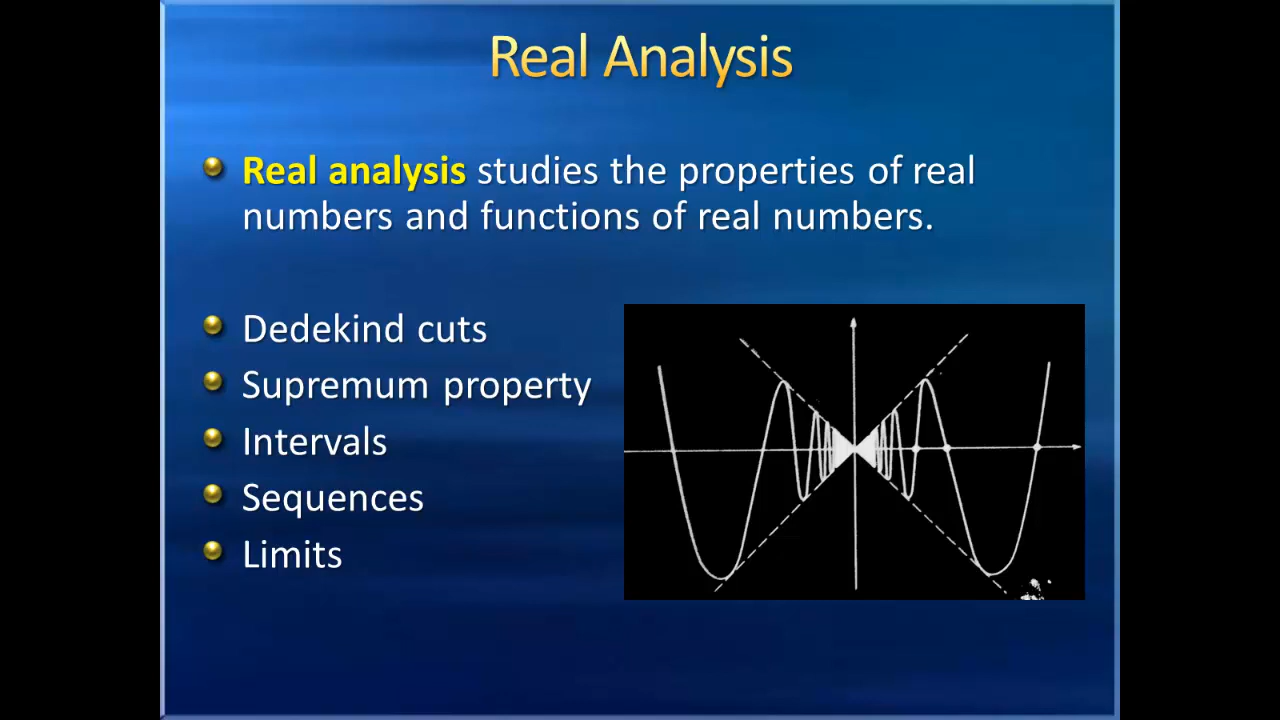 Real Analysis
Real analysis studies the properties of real
numbers and functions of real numbers.
Dedekind cuts
Supremum property
Intervals
Sequences
Limits